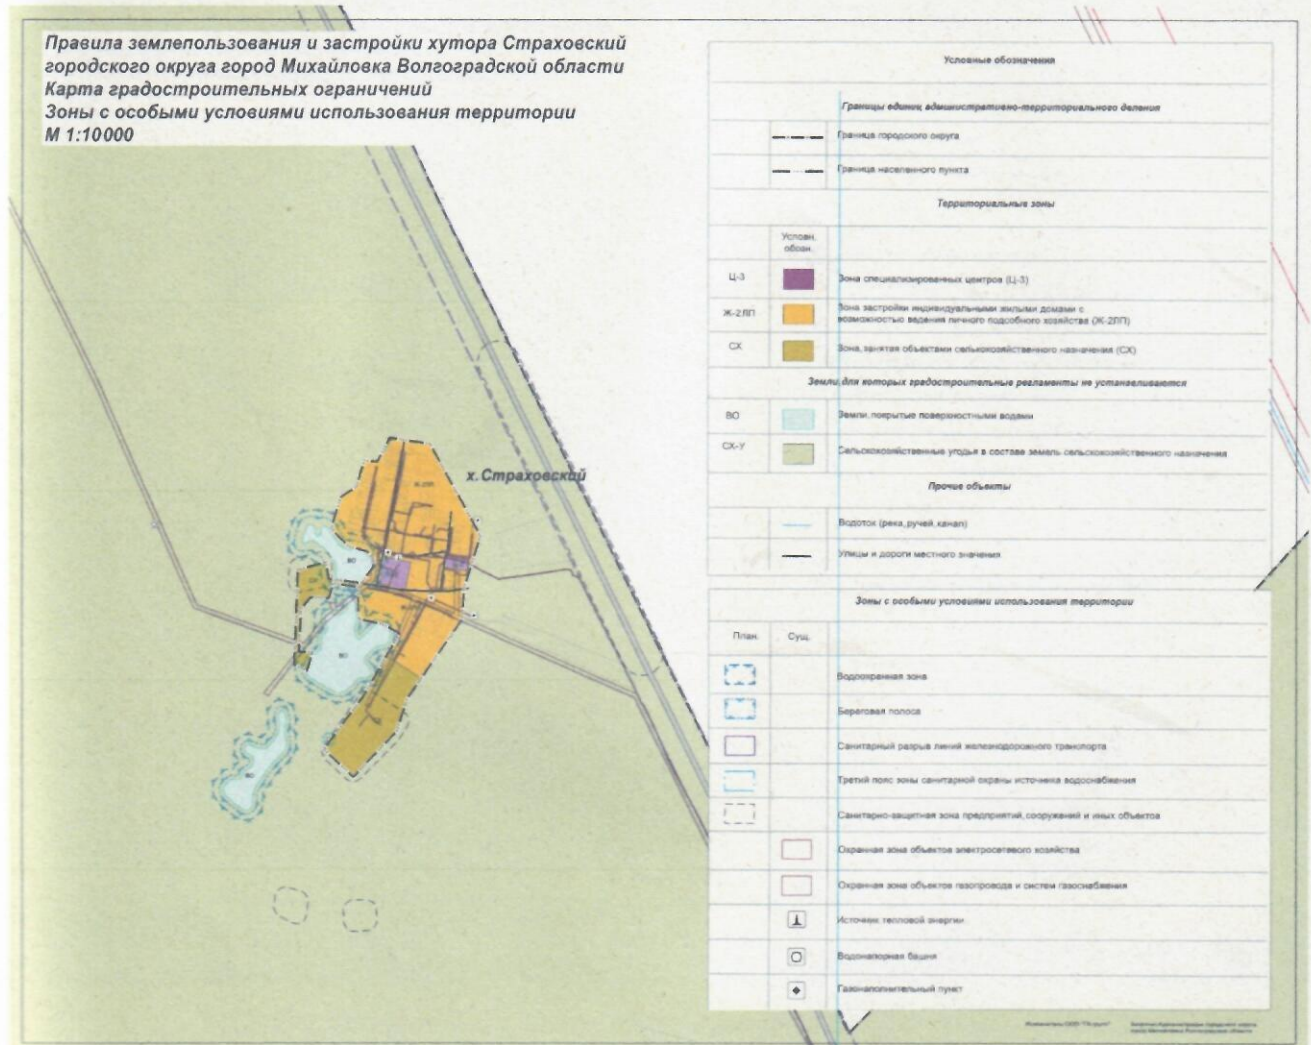 Правила землепользования и застройки хутора Страховский
городского округа город Михайловка Волгоградской области
Карта градостроительных ограничений
Зоны с особыми условиями использования территории
М 1:10000
х. Страховский
Ж-2ЛП
ВО
ВО
ВО
Условные обозначения
Границы единиц административно-территориального деления
Граница городского округа
Граница населенного пункта
Территориальные зоны
Условн.
обозн.
Ц-3
Зона специализированных центров (Ц-3)
Ж-2ЛП
Зона застройки индивидуальными жилыми домами с
возможностью ведения личного подсобного хозяйства (Ж-2ЛП)
СХ
Зона, занятая объектами сельскохозяйственного назначения (СХ)
Земли, для которых градостроительные регламенты не устанавливаются
ВО
Земли, покрытые поверхностными водами
СХ-У
Сельскохозяйственные угодья в составе земель сельскохозяйственного назначения
Прочие объекты
Водоток (река, ручей, канал)
Улицы и дороги местного значения
Зоны с особыми условиями использования территории
План.
Сущ.
Водоохранная зона
Береговая полоса
Санитарный разрыв линий железнодорожного транспорта
Третий пояс зоны санитарной охраны источника водоснабжения
Санитарно-защитная зона предприятий, сооружений и иных объектов
Охранная зона объектов электросетевого хозяйства
Охранная зона объектов газопровода и систем газоснабжения
Источник тепловой энергии
Водонапорная башня
Газонаполнительный пункт